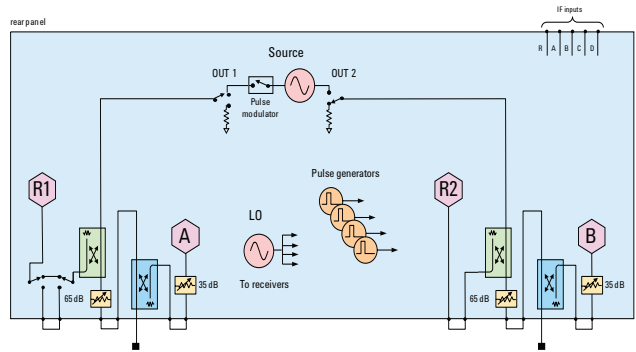 IF inputs
rear panel
R A B C D
Source
OUT 1
OUT 2
Pulse
modulator
Pulse generators
R1
R2
LO
A
B
To receivers
65 dB
35 dB
65 dB
35 dB